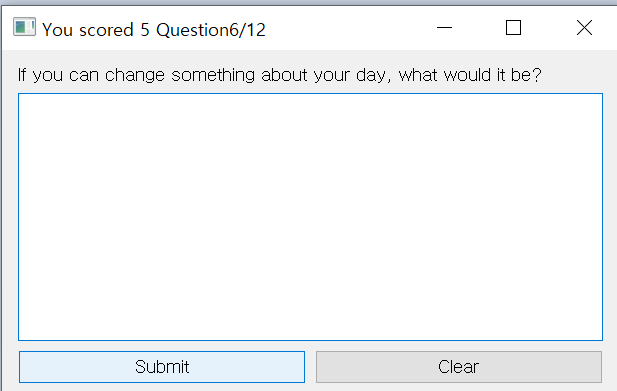 You scored 5 Question6/12
If you can change something about your day, what would it be?
Submit
Clear